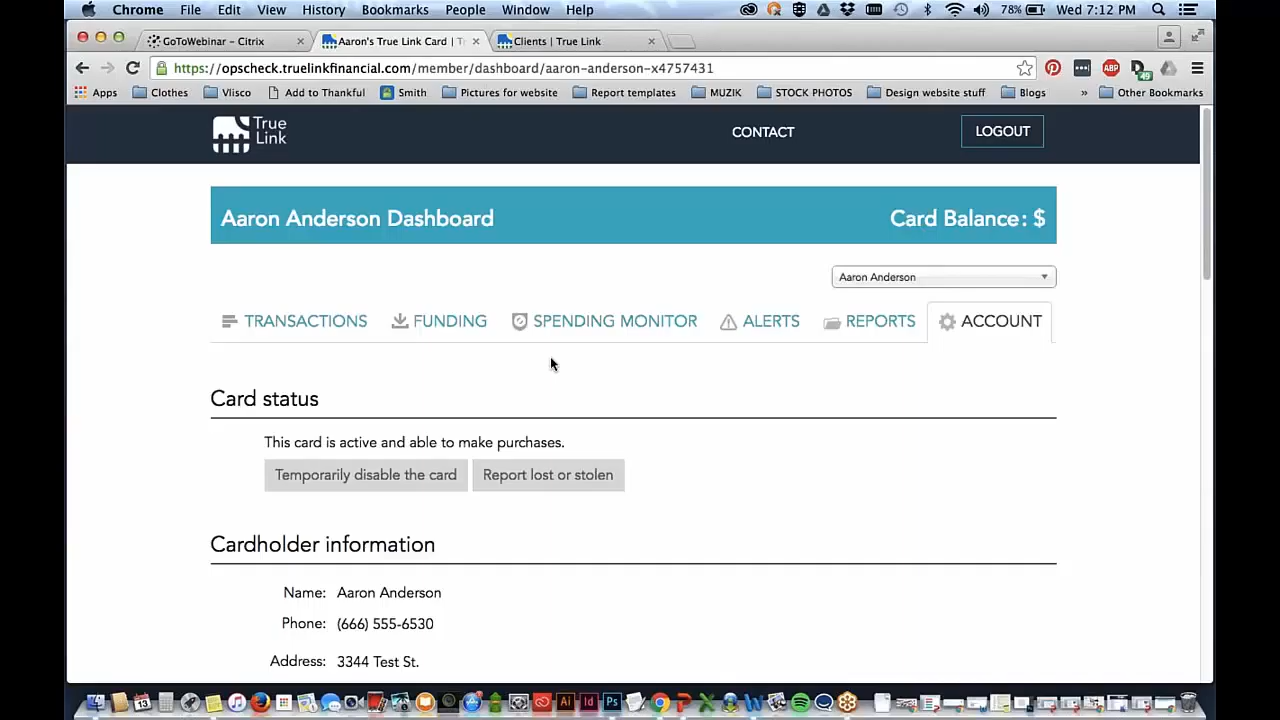 Chrome File Edit View History Bookmarks People Window Help 78% Wed 7:12 PM
GoToWebinar - Citrix Aaron's True Link Card | T Clients | True Link
https://opscheck.truelinkfinancial.com/member/dashboard/aaron-anderson-x4757431
Apps Clothes Vlisco Add to Thankful Smith Pictures for website Report templates MUZIK STOCK PHOTOS Design website stuff Blogs » Other Bookmarks
True Link CONTACT LOGOUT
Aaron Anderson Dashboard Card Balance: $
Aaron Anderson
TRANSACTIONS FUNDING SPENDING MONITOR ALERTS REPORTS ACCOUNT
Card status
This card is active and able to make purchases.
Temporarily disable the card Report lost or stolen
Cardholder information
Name: Aaron Anderson
Phone: (666) 555-6530
Address: 3344 Test St.